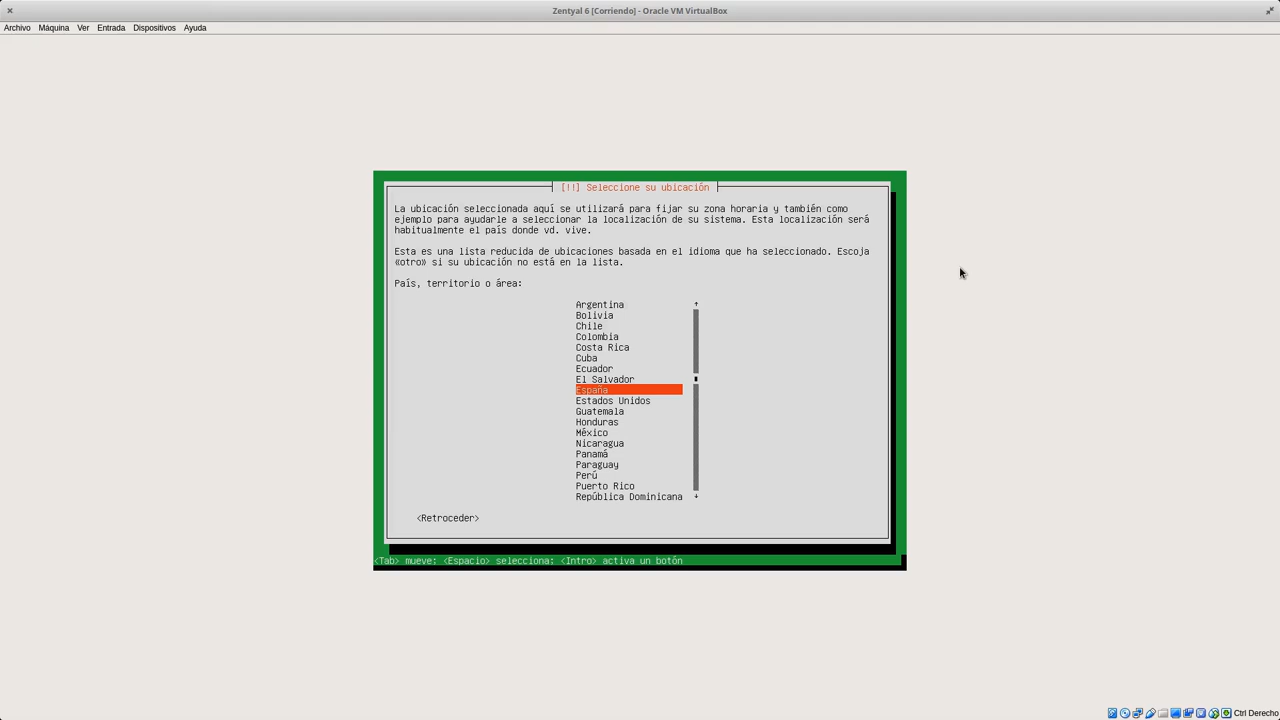 Zentyal 6 [Corriendo] - Oracle VM VirtualBox
Archivo Máquina Ver Entrada Dispositivos Ayuda
[!!] Seleccione su ubicación
La ubicación seleccionada aquí se utilizará para fijar su zona horaria y también como
ejemplo para ayudarle a seleccionar la localización de su sistema. Esta localización será
habitualmente el país donde vd. vive.
Esta es una lista reducida de ubicaciones basada en el idioma que ha seleccionado. Escoja
«otro» si su ubicación no está en la lista.
País, territorio o área:
Argentina
Bolivia
Chile
Colombia
Costa Rica
Cuba
Ecuador
El Salvador
España
Estados Unidos
Guatemala
Honduras
México
Nicaragua
Panamá
Paraguay
Perú
Puerto Rico
República Dominicana
<Retroceder>
<Tab> mueve; <Espacio> selecciona; <Intro> activa un botón
Ctrl Derecho